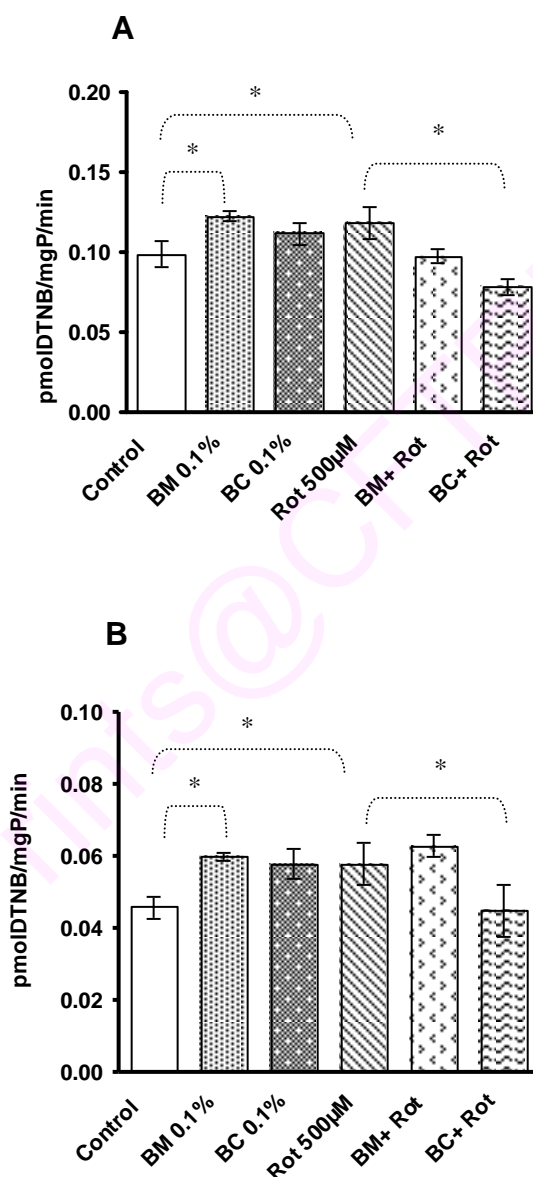 A
0.20
0.15
0.10
0.05
0.00
pmolDTNB/mgP/min
*
*
*
Control
BM 0.1%
BC 0.1%
Rot 500µM
BM+ Rot
BC+ Rot
B
0.10
0.08
0.06
0.04
0.02
0.00
pmolDTNB/mgP/min
*
*
*
Control
BM 0.1%
BC 0.1%
Rot 500µM
BM+ Rot
BC+ Rot